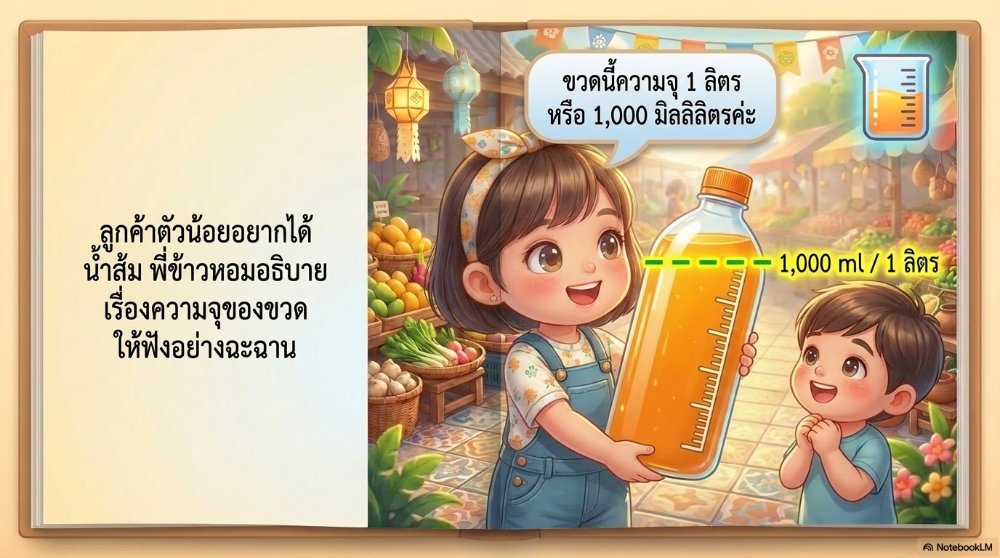 ลูกค้าตัวน้อยอยากได้
น้ำส้ม พี่ข้าวหอมอธิบาย
เรื่องความจุของขวด
ให้ฟังอย่างฉะฉาน
ขวดนี้ความจุ 1 ลิตร
หรือ 1,000 มิลลิลิตรค่ะ
1,000 ml / 1 ลิตร
NotebookLM